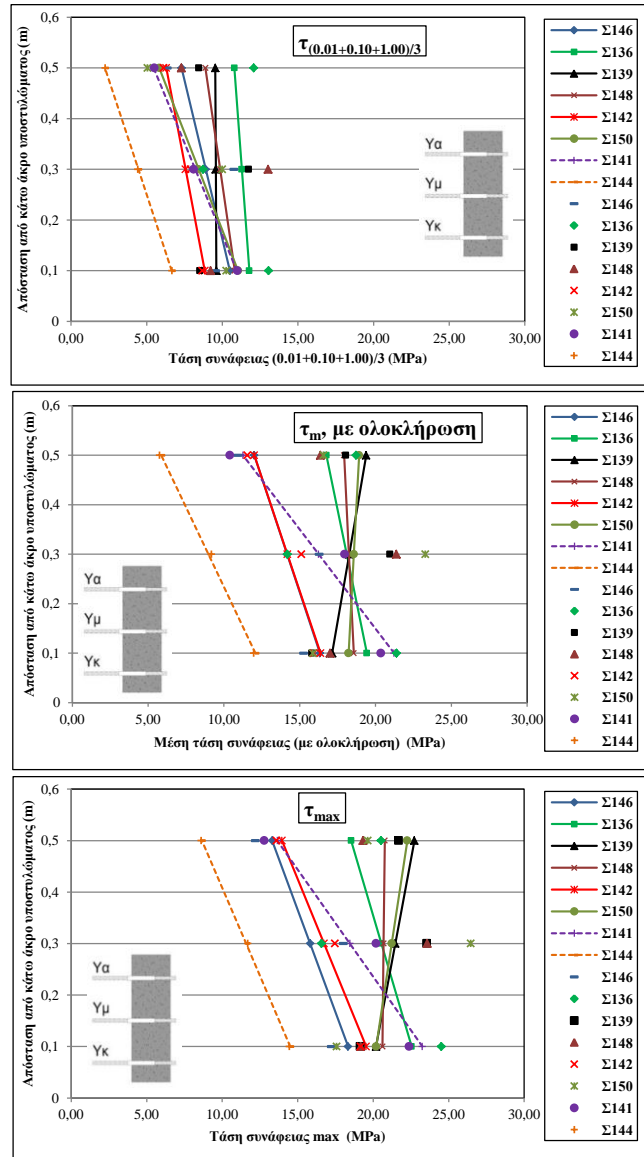 τ(0.01+0.10+1.00)/3
Απόσταση από κάτω άκρο υποστυλώματος (m)
0,6
0,5
0,4
0,3
0,2
0,1
0
0,00 5,00 10,00 15,00 20,00 25,00 30,00
Τάση συνάφειας (0.01+0.10+1.00)/3 (MPa)
Υα
Υμ
Υκ
Σ146
Σ136
Σ139
Σ148
Σ142
Σ150
Σ141
Σ144
Σ146
Σ136
Σ139
Σ148
Σ142
Σ150
Σ141
Σ144
τm, με ολοκλήρωση
Απόσταση από κάτω άκρο υποστυλώματος (m)
0,6
0,5
0,4
0,3
0,2
0,1
0
0,00 5,00 10,00 15,00 20,00 25,00 30,00
Μέση τάση συνάφειας (με ολοκλήρωση) (MPa)
Υα
Υμ
Υκ
Σ146
Σ136
Σ139
Σ148
Σ142
Σ150
Σ141
Σ144
Σ146
Σ136
Σ139
Σ148
Σ142
Σ150
Σ141
Σ144
τmax
Απόσταση από κάτω άκρο υποστυλώματος (m)
0,6
0,5
0,4
0,3
0,2
0,1
0
0,00 5,00 10,00 15,00 20,00 25,00 30,00
Τάση συνάφειας max (MPa)
Υα
Υμ
Υκ
Σ146
Σ136
Σ139
Σ148
Σ142
Σ150
Σ141
Σ144
Σ146
Σ136
Σ139
Σ148
Σ142
Σ150
Σ141
Σ144